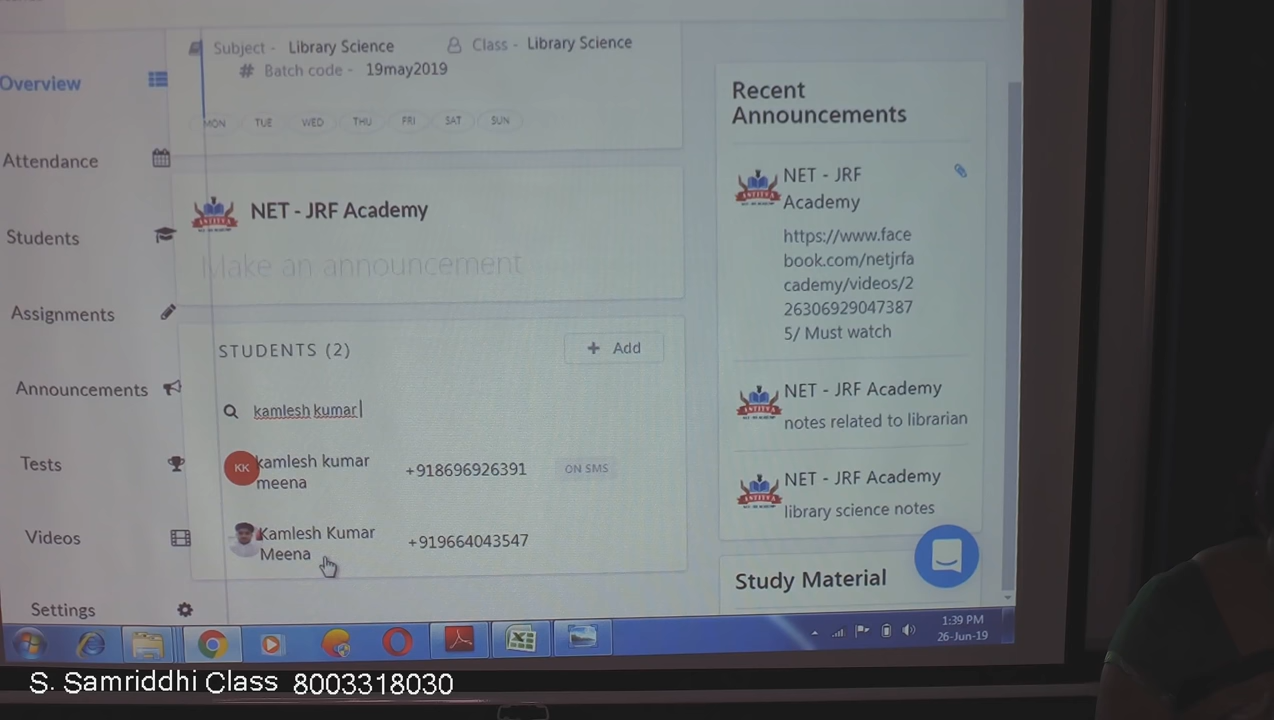 Subject - Library Science
Class - Library Science
# Batch code - 19may2019
MON TUE WED THU FRI SAT SUN
Overview
Attendance
Students
Assignments
Announcements
Tests
Videos
Settings
NET - JRF Academy
Make an announcement
STUDENTS (2)
+ Add
kamlesh kumar
KK
kamlesh kumar
meena
+918696926391
ON SMS
Kamlesh Kumar
Meena
+919664043547
Recent
Announcements
NET - JRF
Academy
https://www.face
book.com/netjrfa
cademy/videos/2
26306929047387
5/ Must watch
NET - JRF Academy
notes related to librarian
NET - JRF Academy
library science notes
Study Material
1:39 PM
26-Jun-19
S. Samriddhi Class 8003318030